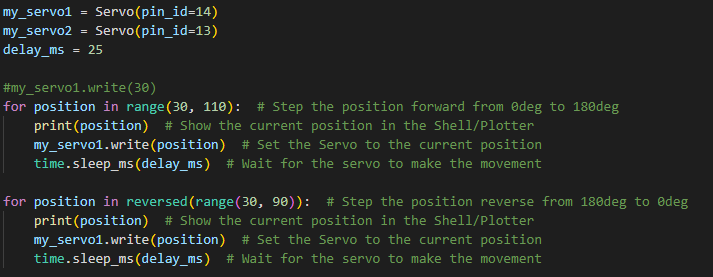 my_servo1 = Servo(pin_id=14)
my_servo2 = Servo(pin_id=13)
delay_ms = 25

#my_servo1.write(30)
for position in range(30, 110):  # Step the position forward from 0deg to 180deg
    print(position)  # Show the current position in the Shell/Plotter
    my_servo1.write(position)  # Set the Servo to the current position
    time.sleep_ms(delay_ms)  # Wait for the servo to make the movement

for position in reversed(range(30, 90)):  # Step the position reverse from 180deg to 0deg
    print(position)  # Show the current position in the Shell/Plotter
    my_servo1.write(position)  # Set the Servo to the current position
    time.sleep_ms(delay_ms)  # Wait for the servo to make the movement